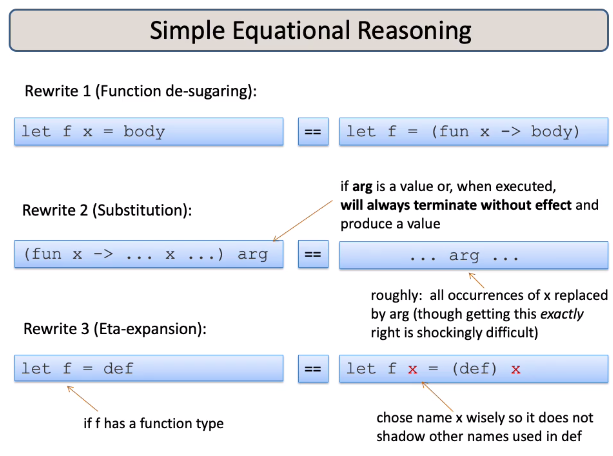 Simple Equational Reasoning
Rewrite 1 (Function de-sugaring):
let f x = body == let f = (fun x -> body)
if arg is a value or, when executed,
will always terminate without effect and
produce a value
Rewrite 2 (Substitution):
(fun x -> ... x ...) arg == ... arg ...
roughly: all occurrences of x replaced
by arg (though getting this exactly
right is shockingly difficult)
Rewrite 3 (Eta-expansion):
let f = def == let f x = (def) x
if f has a function type
chose name x wisely so it does not
shadow other names used in def